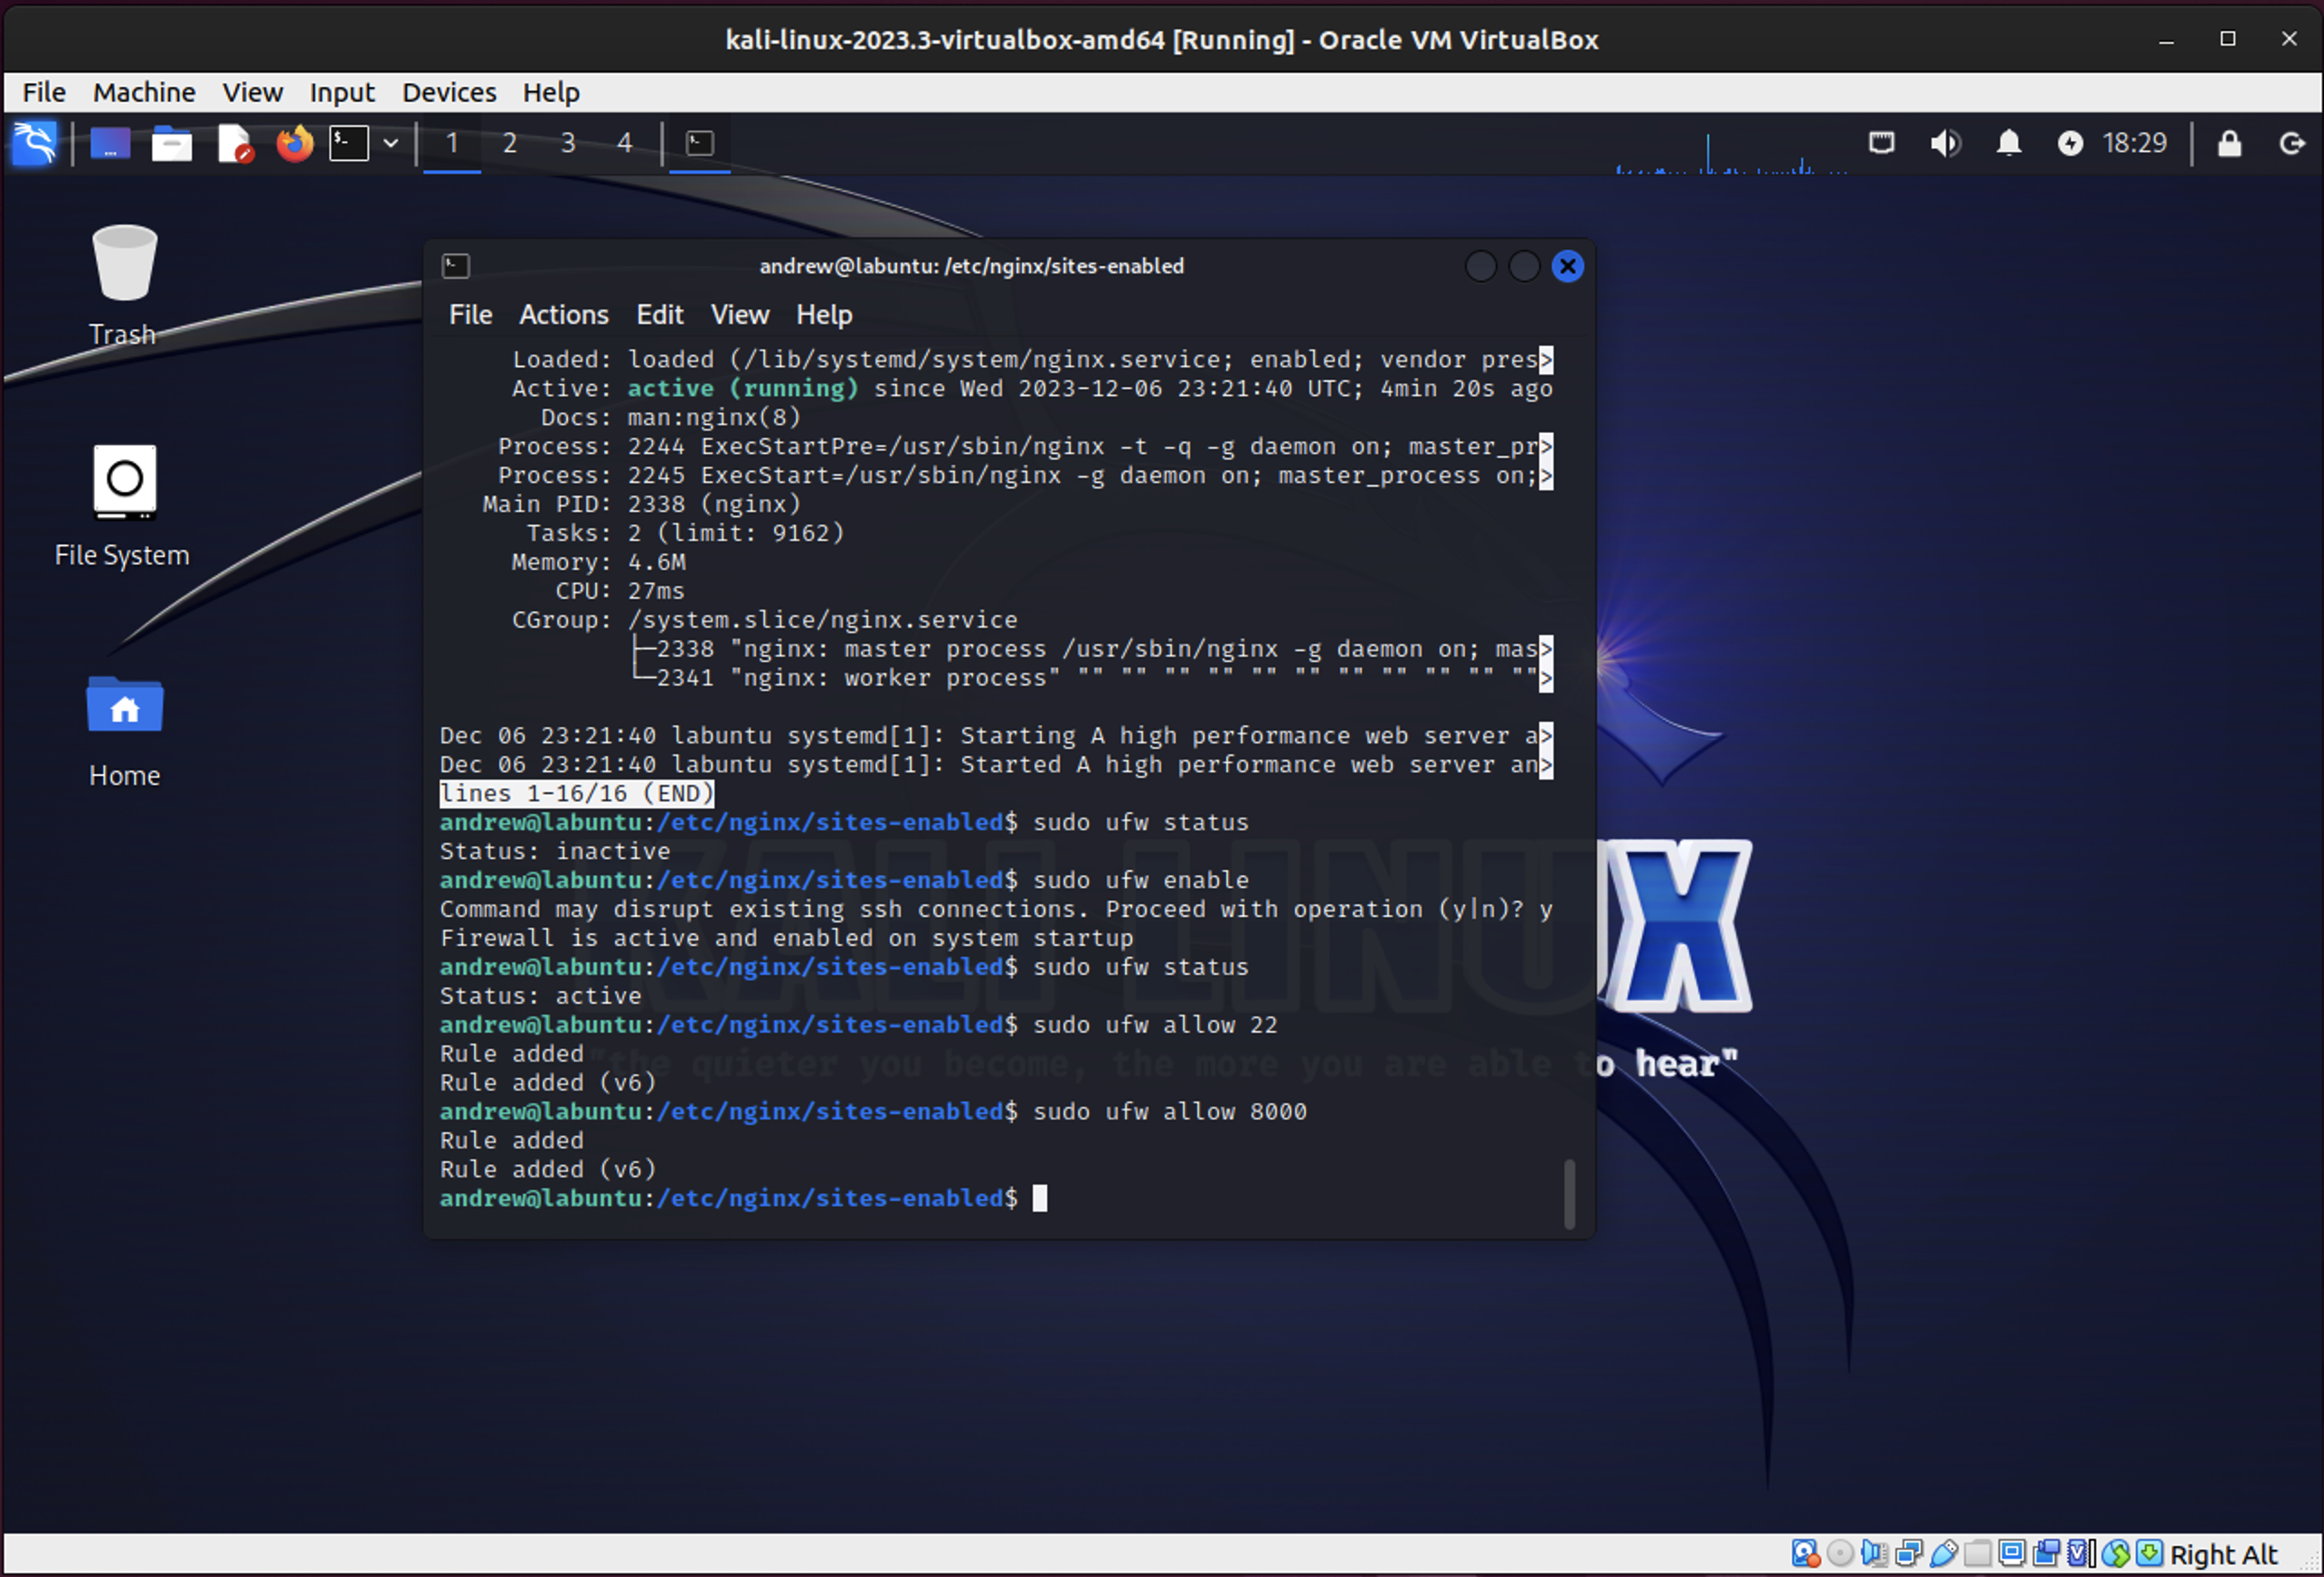 kali-linux-2023.3-virtualbox-amd64 [Running] - Oracle VM VirtualBox
File Machine View Input Devices Help
1 2 3 4 18:29
Trash
File System
Home
andrew@labuntu: /etc/nginx/sites-enabled
File Actions Edit View Help
Loaded: loaded (/lib/systemd/system/nginx.service; enabled; vendor pres>
Active: active (running) since Wed 2023-12-06 23:21:40 UTC; 4min 20s ago
Docs: man:nginx(8)
Process: 2244 ExecStartPre=/usr/sbin/nginx -t -q -g daemon on; master_pr>
Process: 2245 ExecStart=/usr/sbin/nginx -g daemon on; master_process on;>
Main PID: 2338 (nginx)
Tasks: 2 (limit: 9162)
Memory: 4.6M
CPU: 27ms
CGroup: /system.slice/nginx.service
├─2338 "nginx: master process /usr/sbin/nginx -g daemon on; mas>
└─2341 "nginx: worker process" "" "" "" "" "" "" "" "" "" "" "">
Dec 06 23:21:40 labuntu systemd[1]: Starting A high performance web server a>
Dec 06 23:21:40 labuntu systemd[1]: Started A high performance web server an>
lines 1-16/16 (END)
andrew@labuntu:/etc/nginx/sites-enabled$ sudo ufw status
Status: inactive
andrew@labuntu:/etc/nginx/sites-enabled$ sudo ufw enable
Command may disrupt existing ssh connections. Proceed with operation (y|n)? y
Firewall is active and enabled on system startup
andrew@labuntu:/etc/nginx/sites-enabled$ sudo ufw status
Status: active
andrew@labuntu:/etc/nginx/sites-enabled$ sudo ufw allow 22
Rule added
Rule added (v6)
andrew@labuntu:/etc/nginx/sites-enabled$ sudo ufw allow 8000
Rule added
Rule added (v6)
andrew@labuntu:/etc/nginx/sites-enabled$
KALI LINUX
"the quieter you become, the more you are able to hear"
Right Alt